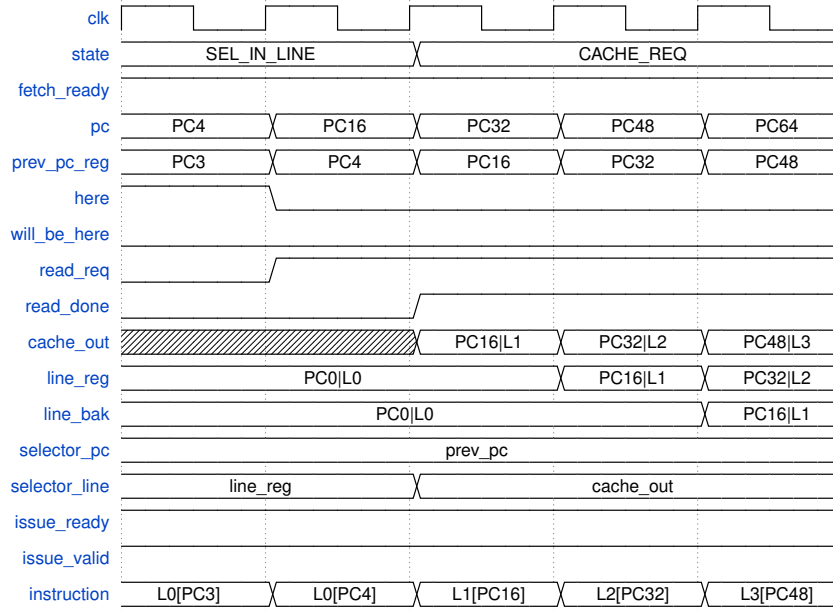 clk
state SEL_IN_LINE CACHE_REQ
fetch_ready
pc PC4 PC16 PC32 PC48 PC64
prev_pc_reg PC3 PC4 PC16 PC32 PC48
here
will_be_here
read_req
read_done
cache_out PC16|L1 PC32|L2 PC48|L3
line_reg PC0|L0 PC16|L1 PC32|L2
line_bak PC0|L0 PC16|L1
selector_pc prev_pc
selector_line line_reg cache_out
issue_ready
issue_valid
instruction L0[PC3] L0[PC4] L1[PC16] L2[PC32] L3[PC48]